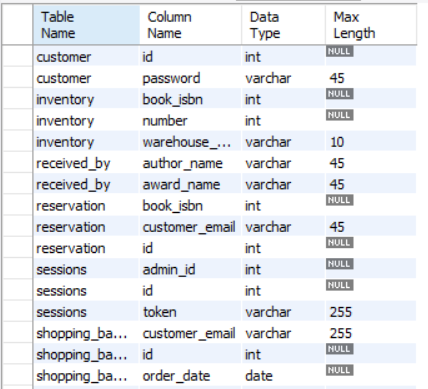 Table Name Column Name Data Type Max Length
customer id int NULL
customer password varchar 45
inventory book_isbn int NULL
inventory number int NULL
inventory warehouse_... varchar 10
received_by author_name varchar 45
received_by award_name varchar 45
reservation book_isbn int NULL
reservation customer_email varchar 45
reservation id int NULL
sessions admin_id int NULL
sessions id int NULL
sessions token varchar 255
shopping_ba... customer_email varchar 255
shopping_ba... id int NULL
shopping_ba... order_date date NULL